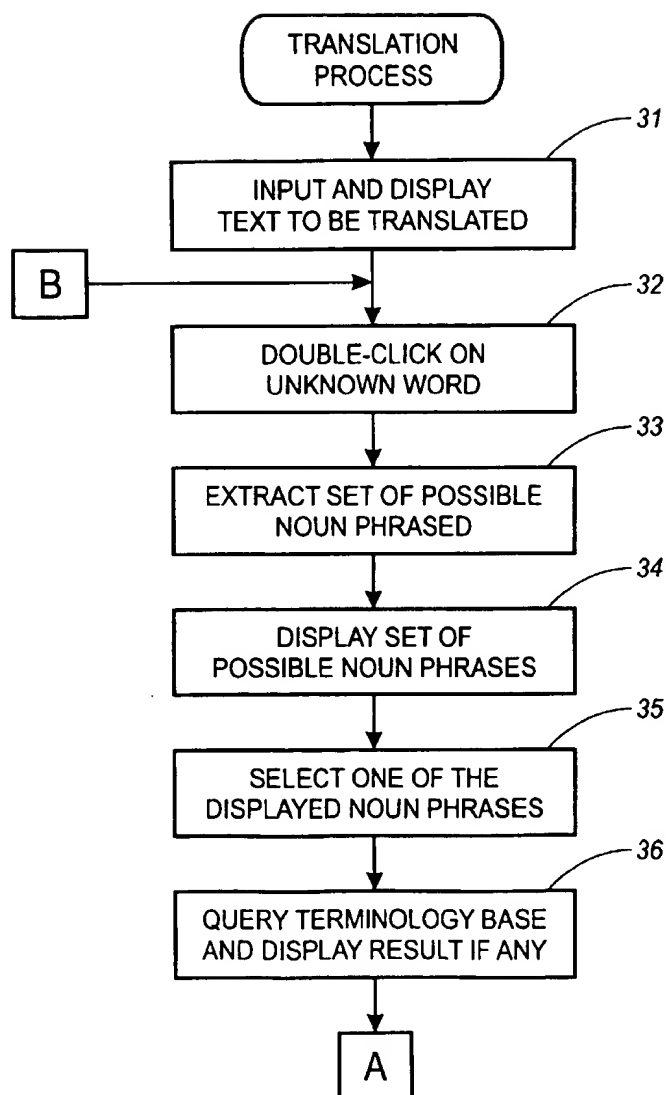 TRANSLATION
PROCESS
31
INPUT AND DISPLAY
TEXT TO BE TRANSLATED
B
32
DOUBLE-CLICK ON
UNKNOWN WORD
33
EXTRACT SET OF POSSIBLE
NOUN PHRASED
34
DISPLAY SET OF
POSSIBLE NOUN PHRASES
35
SELECT ONE OF THE
DISPLAYED NOUN PHRASES
36
QUERY TERMINOLOGY BASE
AND DISPLAY RESULT IF ANY
A